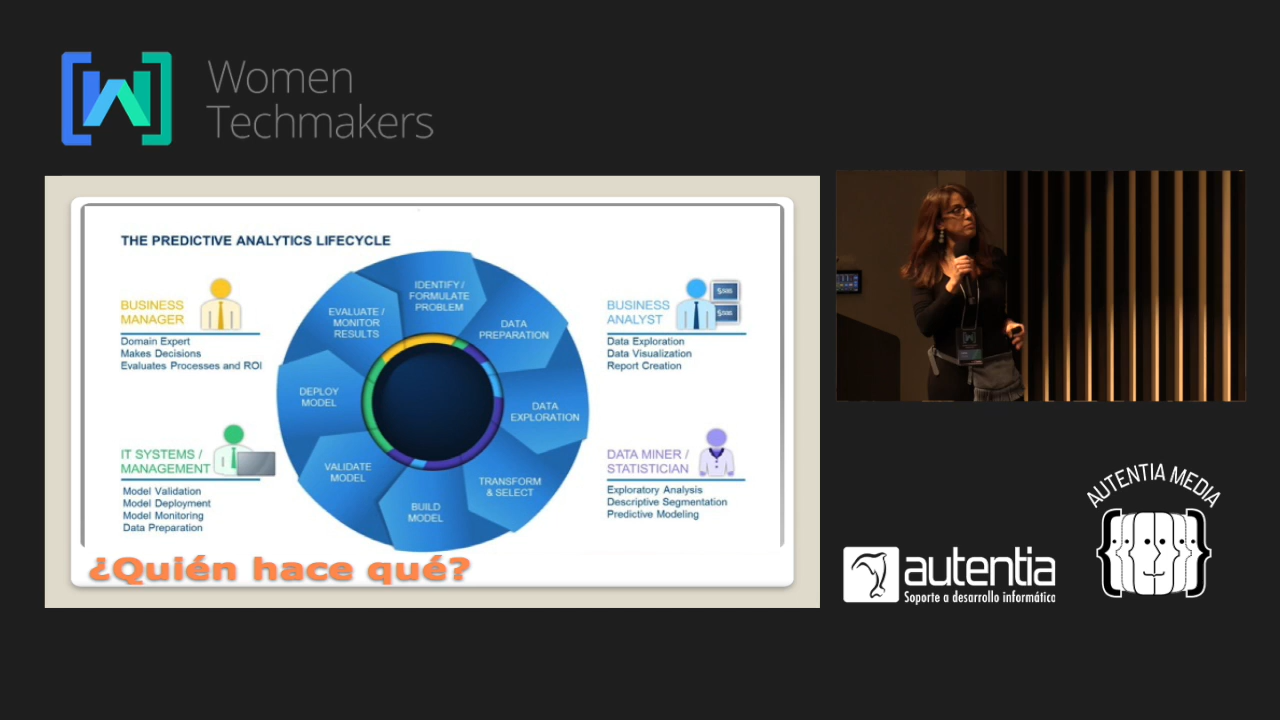 Women
Techmakers
THE PREDICTIVE ANALYTICS LIFECYCLE
BUSINESS
MANAGER
Domain Expert
Makes Decisions
Evaluates Processes and ROI
IT SYSTEMS /
MANAGEMENT
Model Validation
Model Deployment
Model Monitoring
Data Preparation
IDENTIFY /
FORMULATE
PROBLEM
DATA
PREPARATION
DATA
EXPLORATION
TRANSFORM
& SELECT
BUILD
MODEL
VALIDATE
MODEL
DEPLOY
MODEL
EVALUATE /
MONITOR
RESULTS
BUSINESS
ANALYST
Data Exploration
Data Visualization
Report Creation
DATA MINER /
STATISTICIAN
Exploratory Analysis
Descriptive Segmentation
Predictive Modeling
¿Quién hace qué?
autentia
Soporte a desarrollo informática
AUTENTIA MEDIA